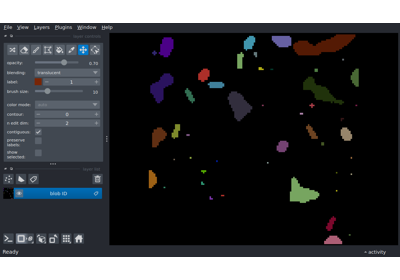 File View Layers Plugins Window Help
opacity: 0.70
blending: translucent
label: 1
brush size: 10
color mode: auto
contour: 0
n edit dim: 2
contiguous:
preserve
labels:
show
selected:
blob ID
Ready
activity